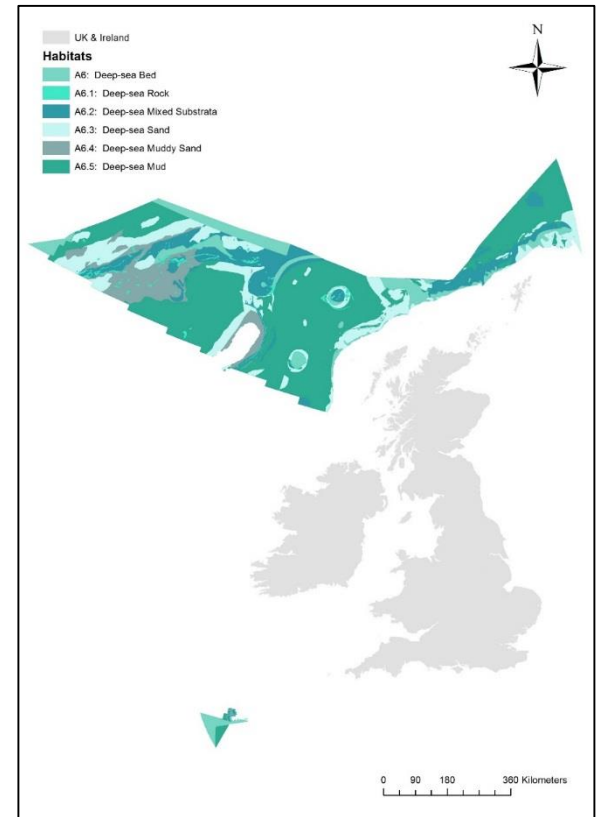 UK & Ireland
Habitats
A6: Deep-sea Bed
A6.1: Deep-sea Rock
A6.2: Deep-sea Mixed Substrata
A6.3: Deep-sea Sand
A6.4: Deep-sea Muddy Sand
A6.5: Deep-sea Mud
N
0 90 180 360 Kilometers